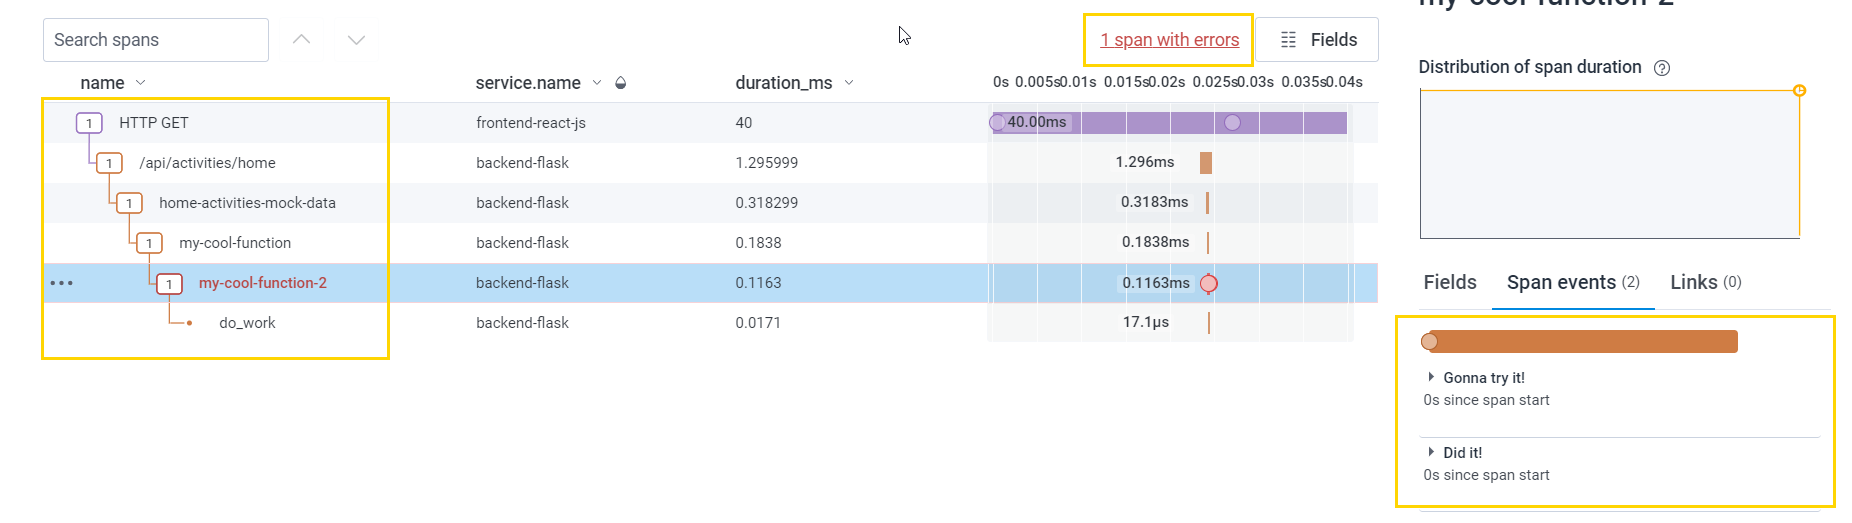 my-cool-function-2
Search spans
1 span with errors
Fields
Distribution of span duration
name service.name duration_ms 0s 0.005s 0.01s 0.015s 0.02s 0.025s 0.03s 0.035s 0.04s
1 HTTP GET frontend-react-js 40 40.00ms
1 /api/activities/home backend-flask 1.295999 1.296ms
1 home-activities-mock-data backend-flask 0.318299 0.3183ms
1 my-cool-function backend-flask 0.1838 0.1838ms
1 my-cool-function-2 backend-flask 0.1163 0.1163ms
do_work backend-flask 0.0171 17.1μs
Fields Span events (2) Links (0)
Gonna try it!
0s since span start
Did it!
0s since span start